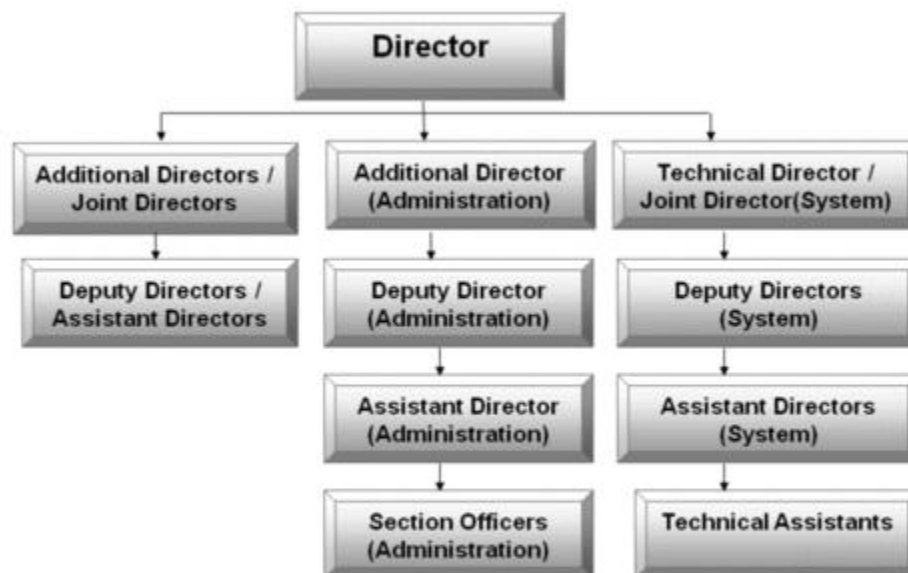 Director
Additional Directors /
Joint Directors
Additional Director
(Administration)
Technical Director /
Joint Director(System)
Deputy Directors /
Assistant Directors
Deputy Director
(Administration)
Deputy Directors
(System)
Assistant Director
(Administration)
Assistant Directors
(System)
Section Officers
(Administration)
Technical Assistants